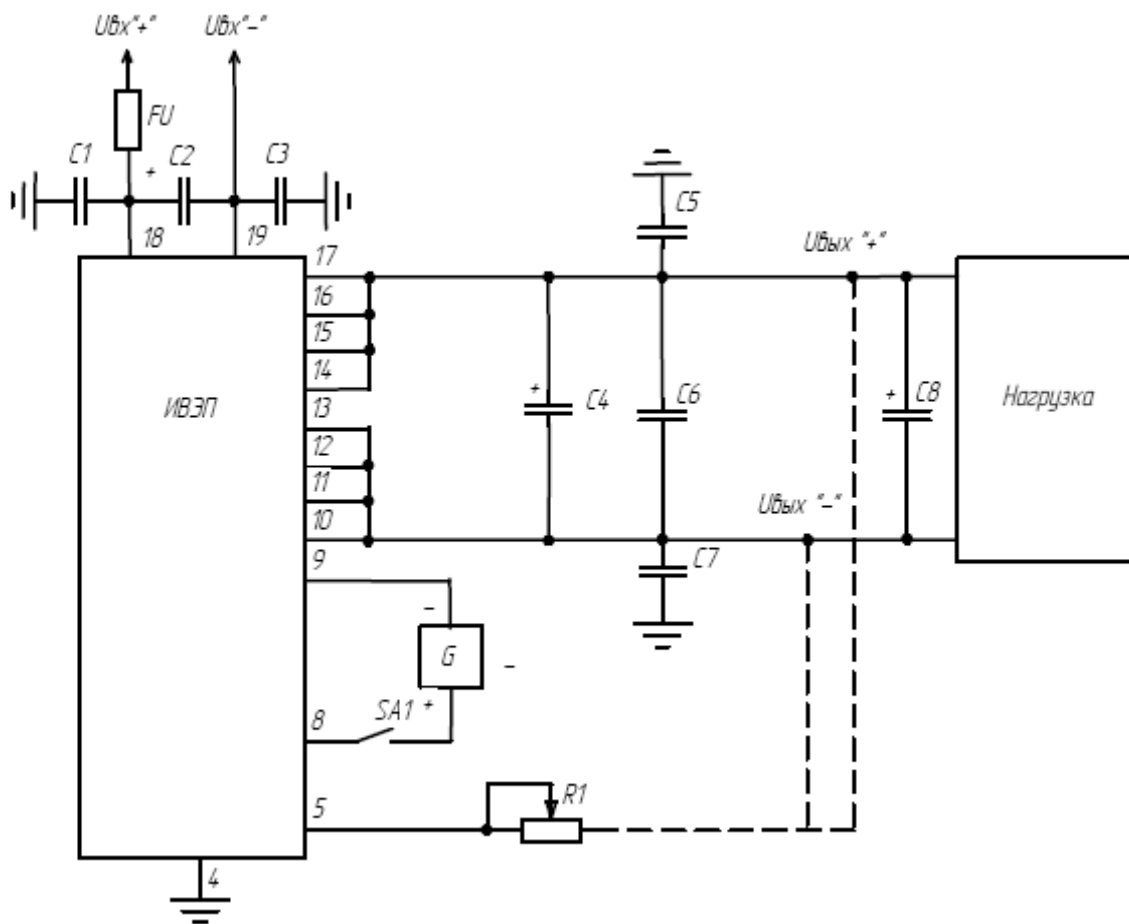 Uвх"+" Uвх"-"
FU
C1 + C2 C3
18 19
C5
17
Uвых "+"
16
15
14
ИВЭП
13
+ C4 C6 + C8
Нагрузка
12
11
Uвых "-"
10
9
C7
-
G -
8 SA1 +
5 R1
4